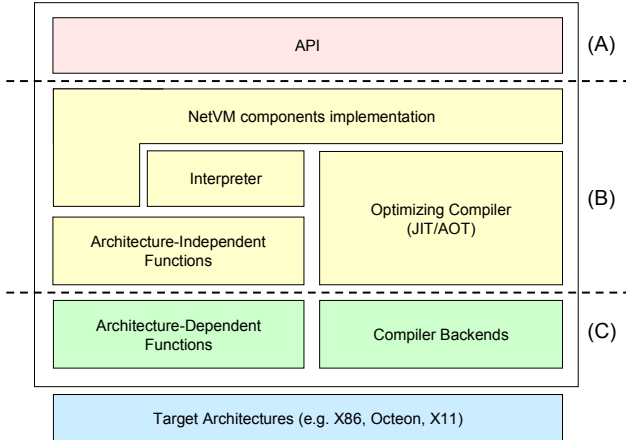 API
(A)
NetVM components implementation
Interpreter
Optimizing Compiler
(JIT/AOT)
(B)
Architecture-Independent
Functions
Architecture-Dependent
Functions
Compiler Backends
(C)
Target Architectures (e.g. X86, Octeon, X11)